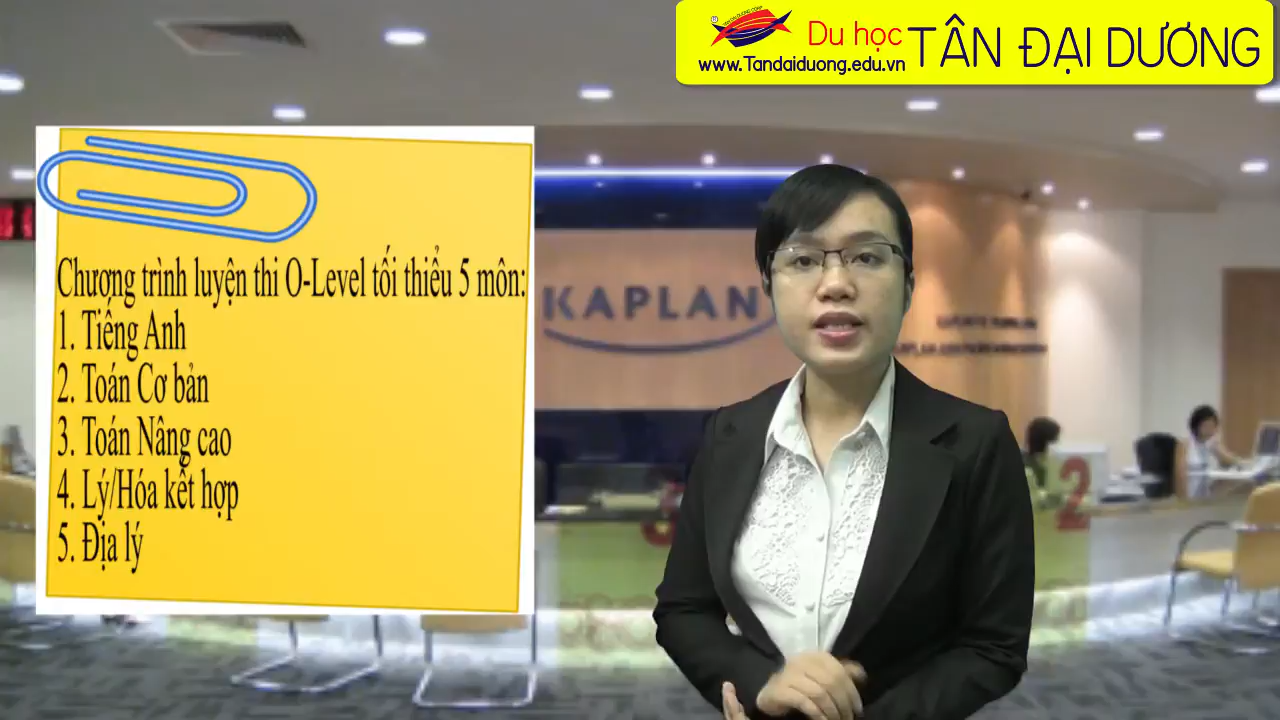 Du học TÂN ĐẠI DƯƠNG
www.Tandaiduong.edu.vn
Chương trình luyện thi O-Level tối thiểu 5 môn:
1. Tiếng Anh
2. Toán Cơ bản
3. Toán Nâng cao
4. Lý/Hóa kết hợp
5. Địa lý
KAPLAN
3
2